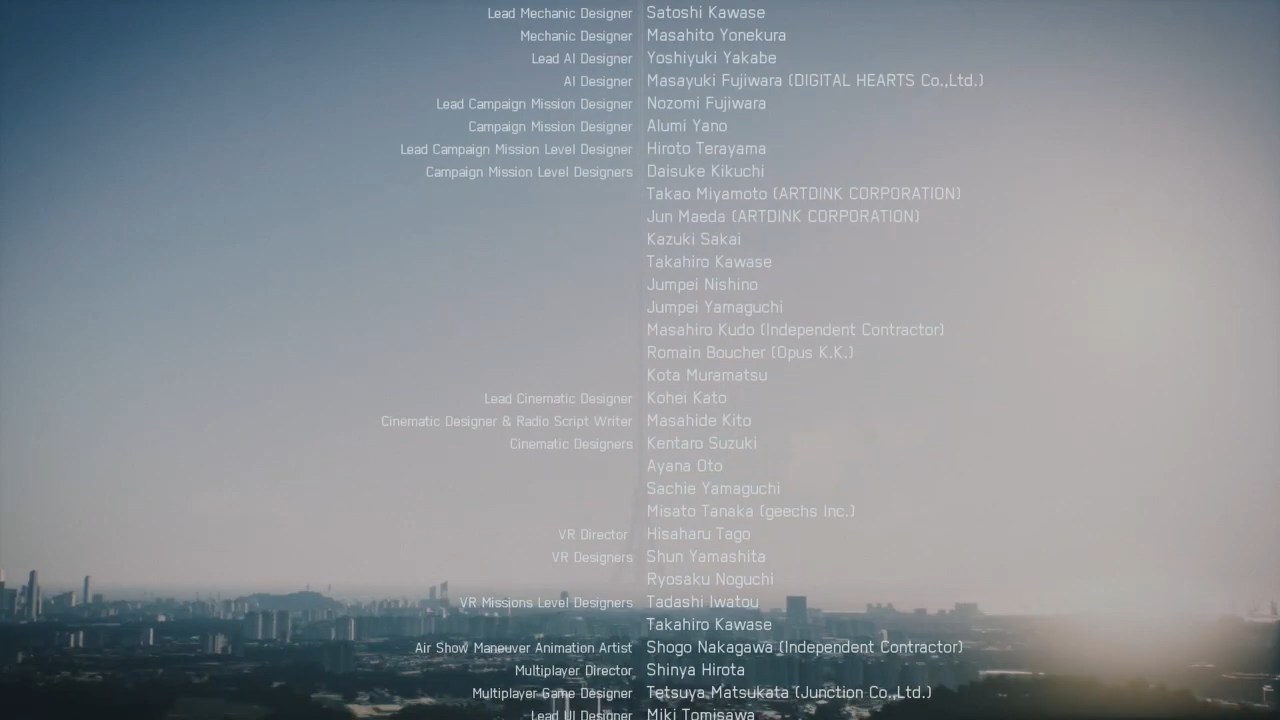 Lead Mechanic Designer Satoshi Kawase
Mechanic Designer Masahito Yonekura
Lead AI Designer Yoshiyuki Yakabe
AI Designer Masayuki Fujiwara (DIGITAL HEARTS Co.,Ltd.)
Lead Campaign Mission Designer Nozomi Fujiwara
Campaign Mission Designer Alumi Yano
Lead Campaign Mission Level Designer Hiroto Terayama
Campaign Mission Level Designers Daisuke Kikuchi
Takao Miyamoto (ARTDINK CORPORATION)
Jun Maeda (ARTDINK CORPORATION)
Kazuki Sakai
Takahiro Kawase
Jumpei Nishino
Jumpei Yamaguchi
Masahiro Kudo (Independent Contractor)
Romain Boucher (Opus K.K.)
Kota Muramatsu
Lead Cinematic Designer Kohei Kato
Cinematic Designer & Radio Script Writer Masahide Kito
Cinematic Designers Kentaro Suzuki
Ayana Oto
Sachie Yamaguchi
Misato Tanaka (geechs Inc.)
VR Director Hisaharu Tago
VR Designers Shun Yamashita
Ryosaku Noguchi
VR Missions Level Designers Tadashi Iwatou
Takahiro Kawase
Air Show Maneuver Animation Artist Shogo Nakagawa (Independent Contractor)
Multiplayer Director Shinya Hirota
Multiplayer Game Designer Tetsuya Matsukata (Junction Co.,Ltd.)
Lead UI Designer Miki Tomisawa